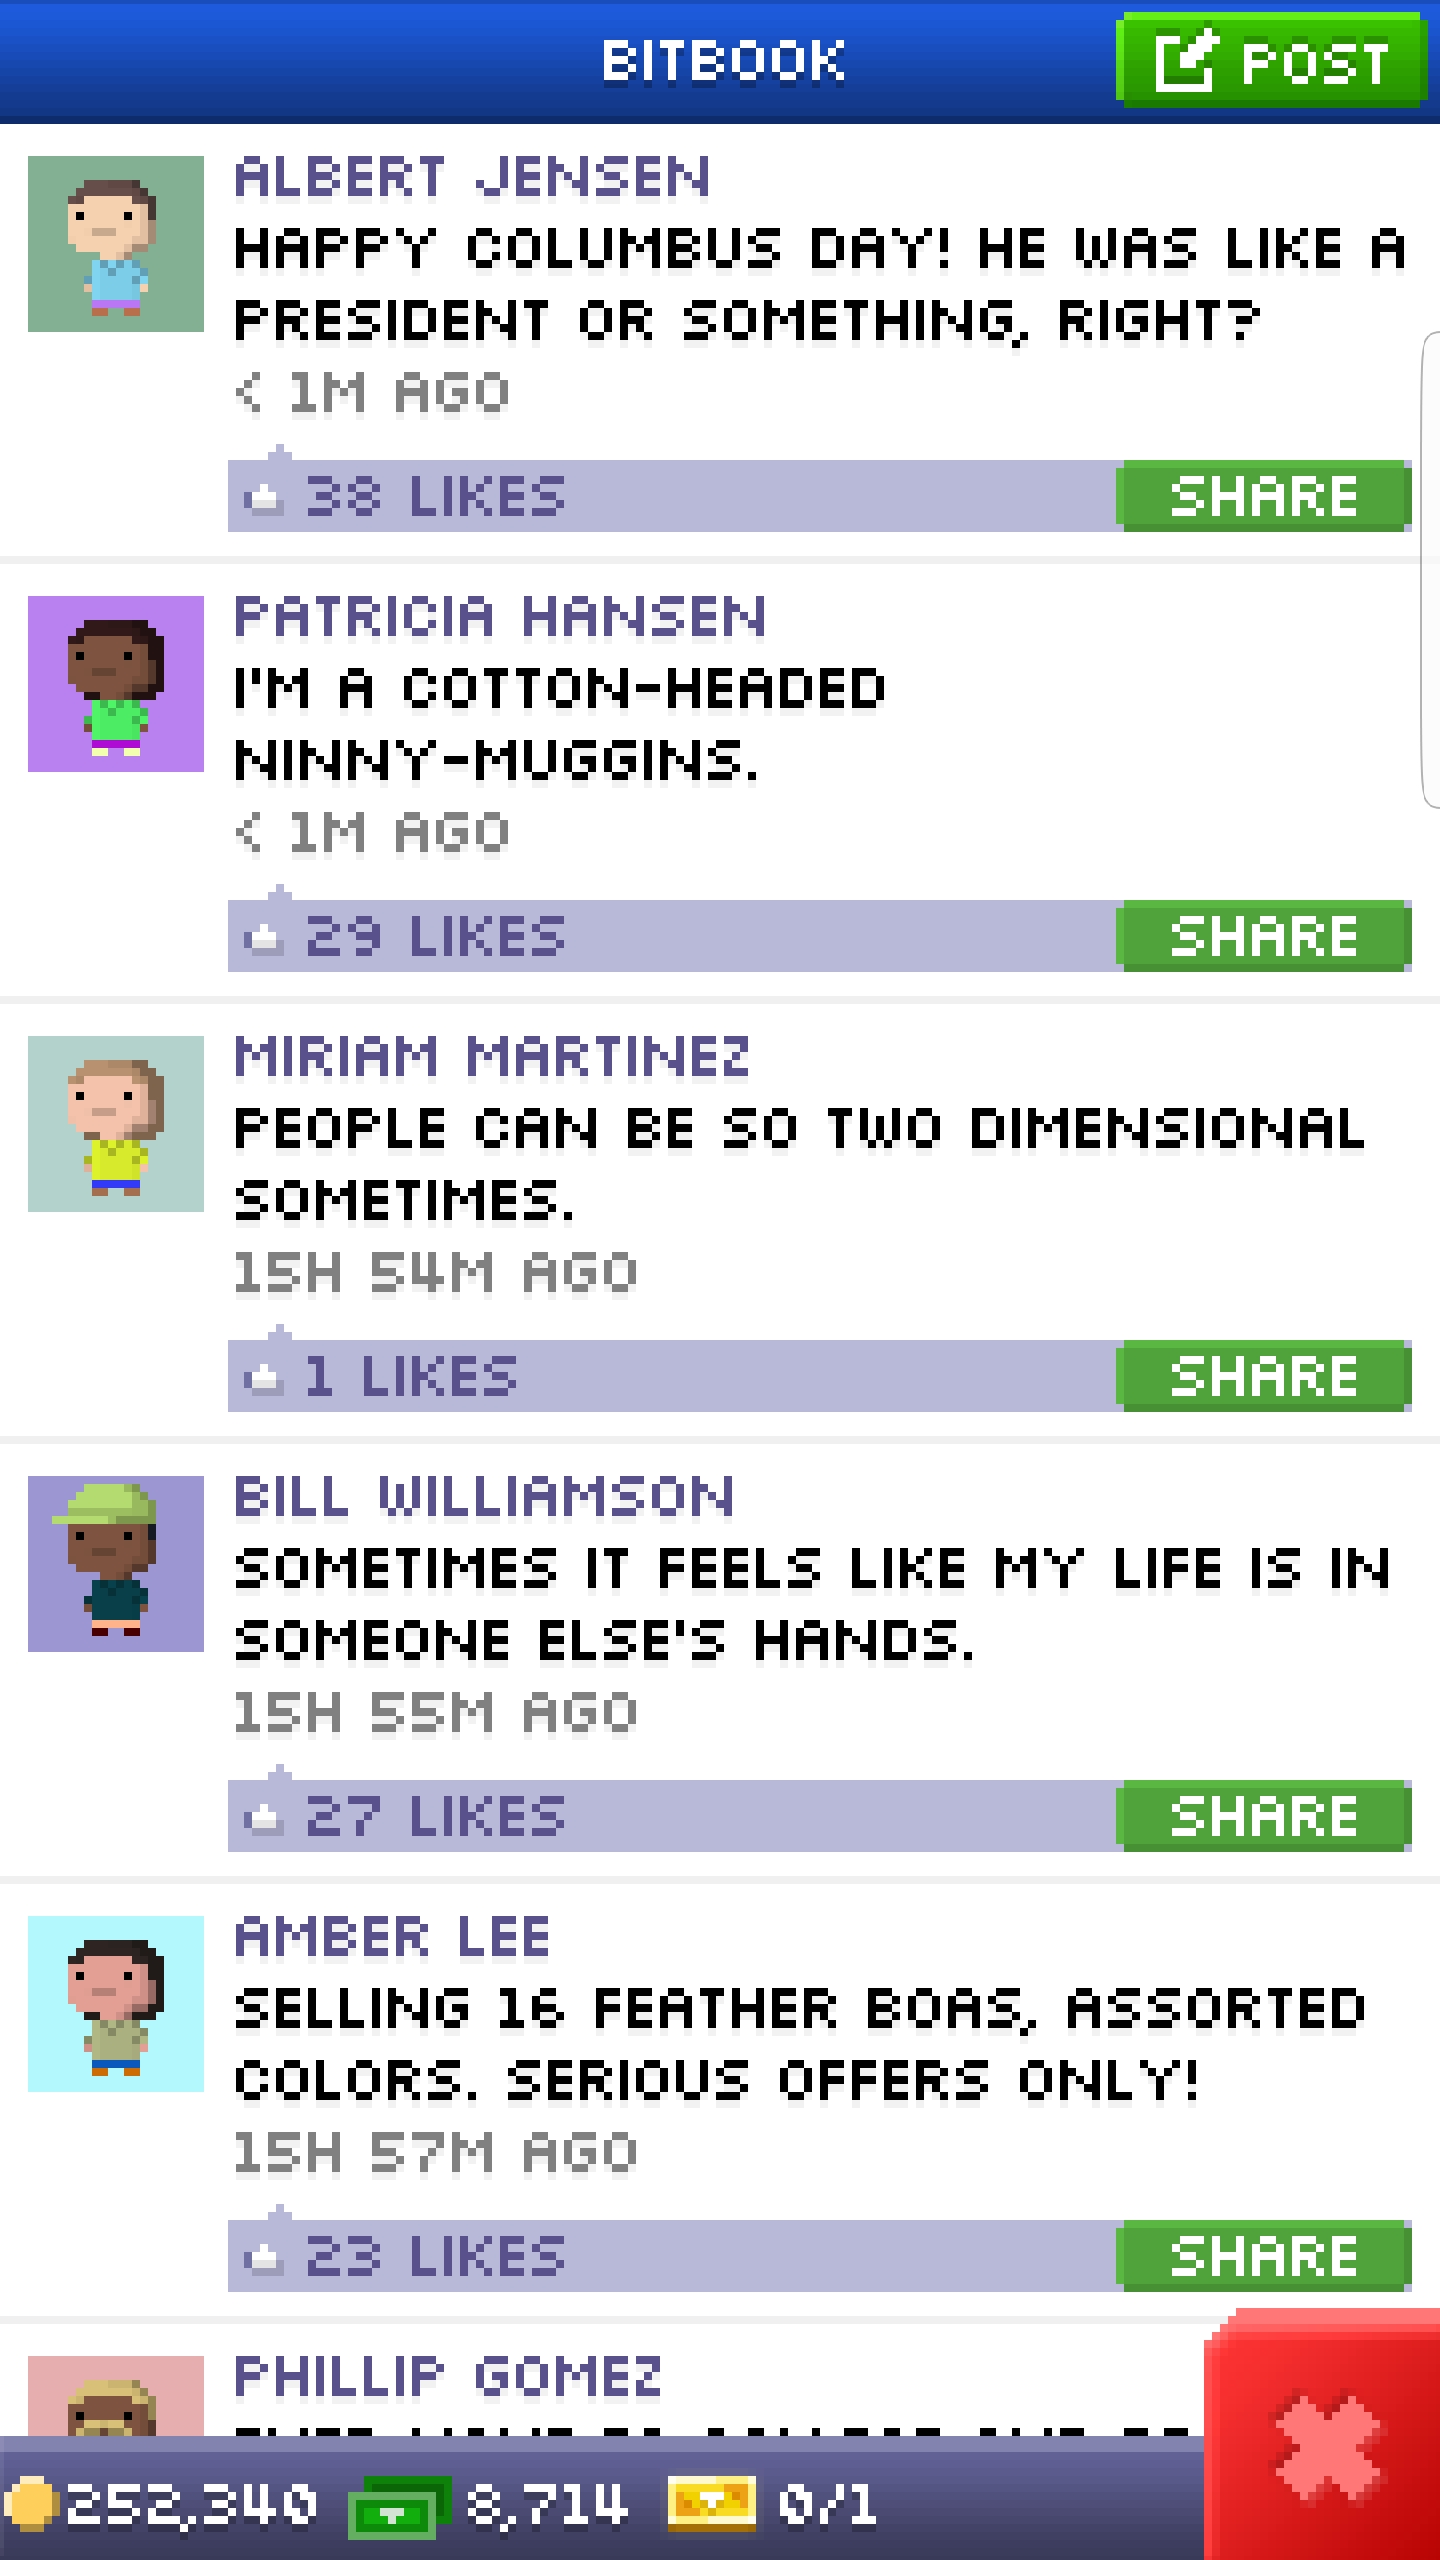 BITBOOK
POST
ALBERT JENSEN
HAPPY COLUMBUS DAY! HE WAS LIKE A
PRESIDENT OR SOMETHING, RIGHT?
< 1M AGO
38 LIKES
SHARE
PATRICIA HANSEN
I'M A COTTON-HEADED
NINNY-MUGGINS.
< 1M AGO
29 LIKES
SHARE
MIRIAM MARTINEZ
PEOPLE CAN BE SO TWO DIMENSIONAL
SOMETIMES.
15H 54M AGO
1 LIKES
SHARE
BILL WILLIAMSON
SOMETIMES IT FEELS LIKE MY LIFE IS IN
SOMEONE ELSE'S HANDS.
15H 55M AGO
27 LIKES
SHARE
AMBER LEE
SELLING 16 FEATHER BOAS, ASSORTED
COLORS. SERIOUS OFFERS ONLY!
15H 57M AGO
23 LIKES
SHARE
PHILLIP GOMEZ
252,340
8,714
0/1